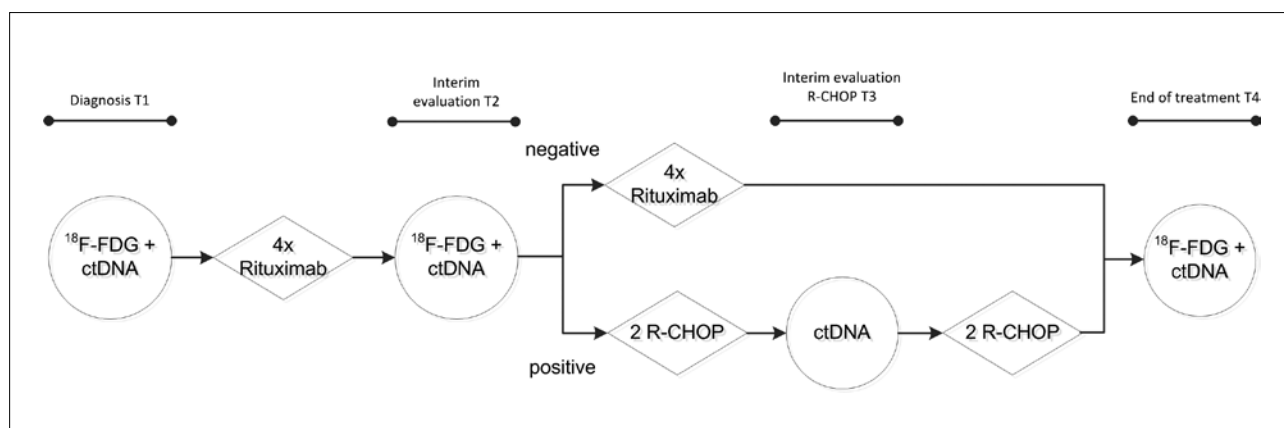 Diagnosis T1
Interim
evaluation T2
Interim evaluation
R-CHOP T3
End of treatment T4
¹⁸F-FDG +
ctDNA
4x
Rituximab
¹⁸F-FDG +
ctDNA
negative
4x
Rituximab
positive
2 R-CHOP
ctDNA
2 R-CHOP
¹⁸F-FDG +
ctDNA